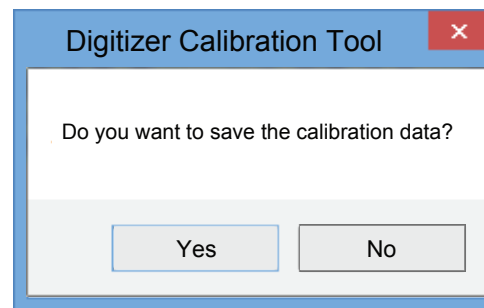 Digitizer Calibration Tool
Do you want to save the calibration data?
Yes
No